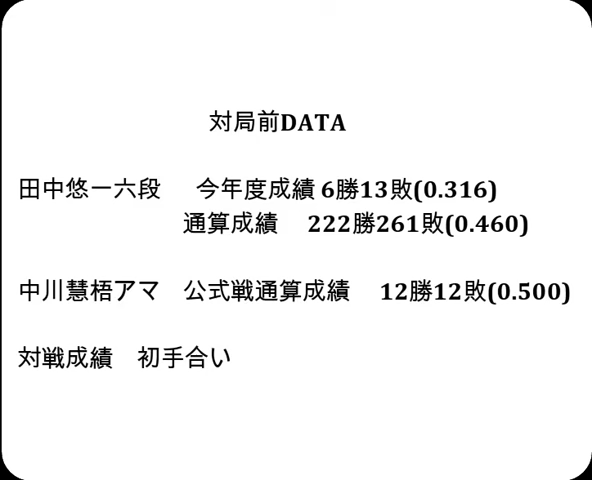 対局前DATA
田中悠一六段 今年度成績 6勝13敗(0.316)
通算成績 222勝261敗(0.460)
中川慧梧アマ 公式戦通算成績 12勝12敗(0.500)
対戦成績 初手合い